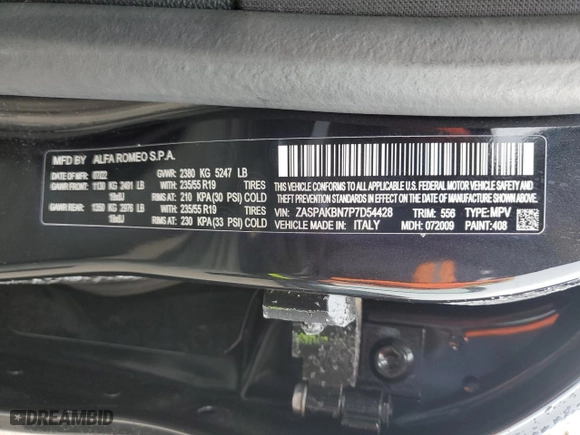 MFD BY ALFA ROMEO S.P.A.
DATE OF MFR 07/22 GVWR: 2380 KG 5247 LB
GAWR FRONT: 1130 KG 2491 LB WITH: 235/55 R19 TIRES
RIMS AT: 210 KPA (30 PSI) COLD
GAWR REAR: 1350 KG 2976 LB WITH: 235/55 R19 TIRES
RIMS AT: 230 KPA (33 PSI) COLD
THIS VEHICLE CONFORMS TO ALL APPLICABLE U.S.A. FEDERAL MOTOR VEHICLE SAFETY,
BUMPER, AND THEFT PREVENTION STANDARDS IN EFFECT ON THE DATE OF MANUFACTURE SHOWN ABOVE.
VIN: ZASPAKBN7P7D54428 TRIM: 556 TYPE: MPV
VEHICLE MADE IN: ITALY MDH: 072009 PAINT: 408
DREAMBID